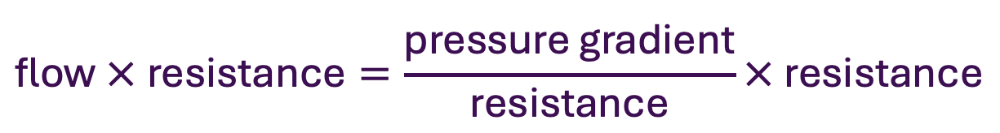 flow × resistance = pressure gradient / resistance × resistance